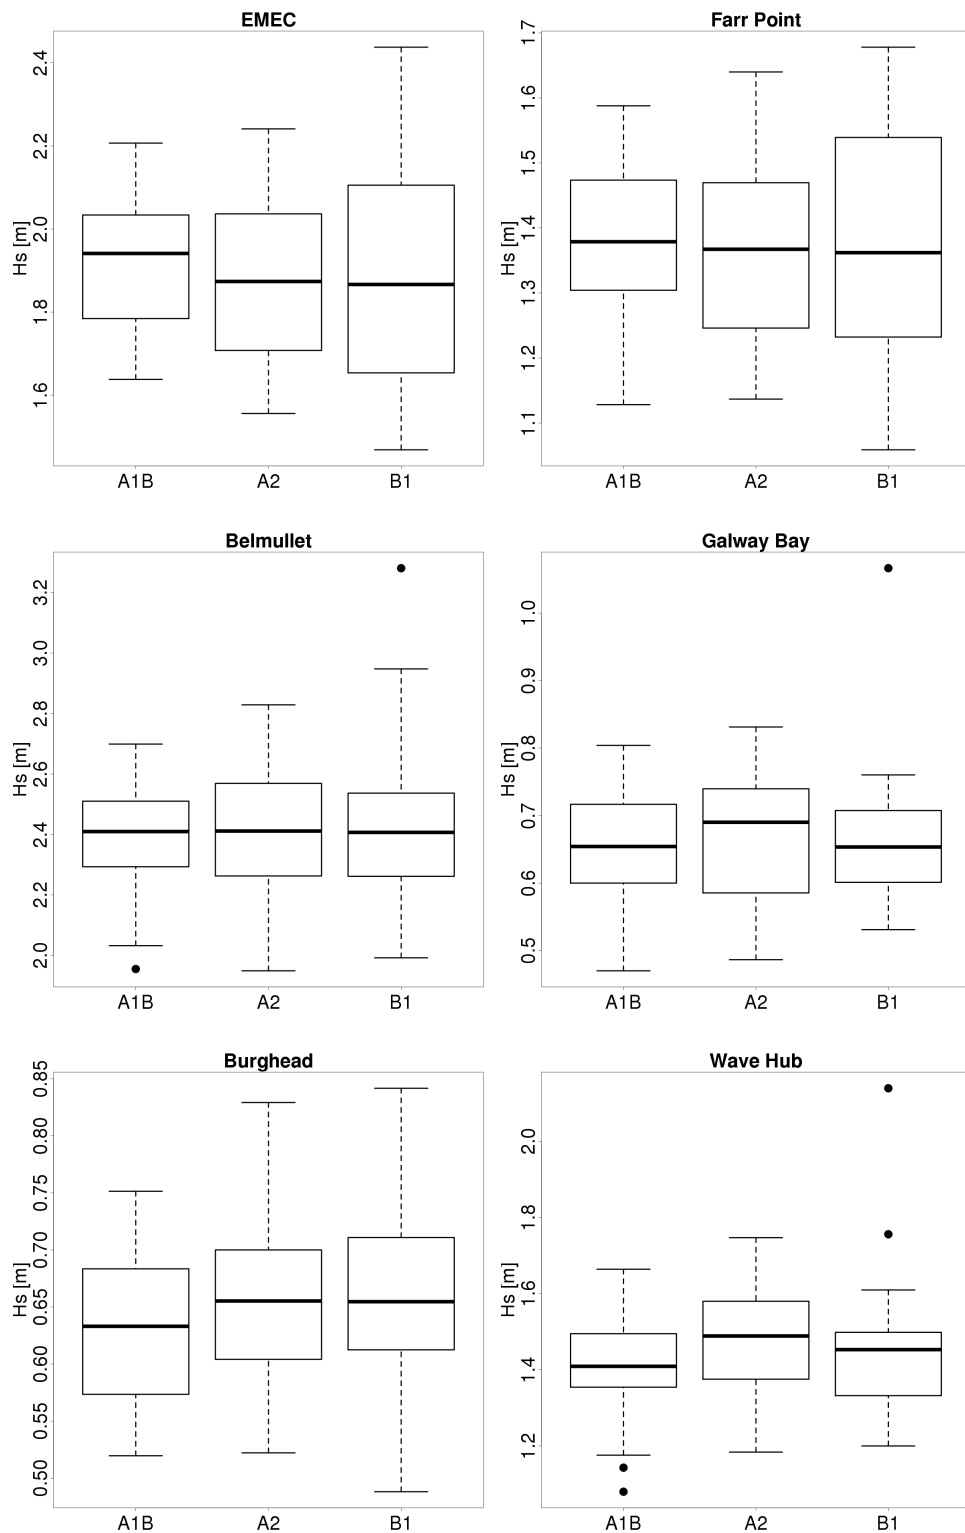 EMEC
Hs [m]
2.4
2.2
2.0
1.8
1.6
A1B A2 B1
Farr Point
Hs [m]
1.7
1.6
1.5
1.4
1.3
1.2
1.1
A1B A2 B1
Belmullet
Hs [m]
3.2
3.0
2.8
2.6
2.4
2.2
2.0
A1B A2 B1
Galway Bay
Hs [m]
1.0
0.9
0.8
0.7
0.6
0.5
A1B A2 B1
Burghead
Hs [m]
0.85
0.80
0.75
0.70
0.65
0.60
0.55
0.50
A1B A2 B1
Wave Hub
Hs [m]
2.0
1.8
1.6
1.4
1.2
A1B A2 B1